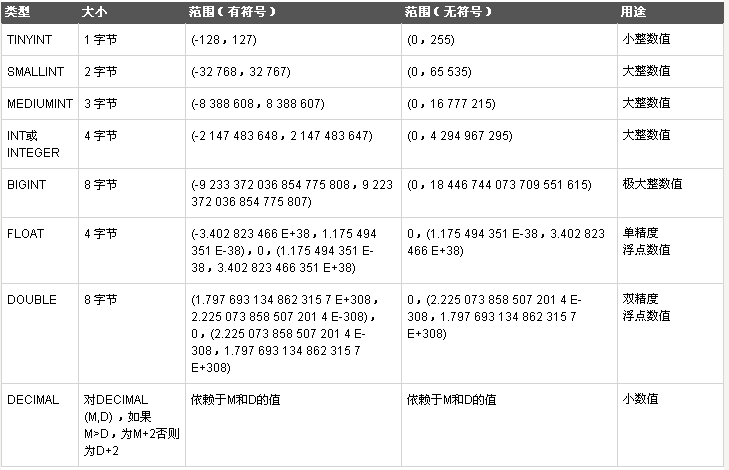 类型 大小 范围（有符号） 范围（无符号） 用途
TINYINT 1 字节 (-128，127) (0，255) 小整数值
SMALLINT 2 字节 (-32 768，32 767) (0，65 535) 大整数值
MEDIUMINT 3 字节 (-8 388 608，8 388 607) (0，16 777 215) 大整数值
INT或
INTEGER
4 字节 (-2 147 483 648，2 147 483 647) (0，4 294 967 295) 大整数值
BIGINT 8 字节 (-9 233 372 036 854 775 808，9 223
372 036 854 775 807)
(0，18 446 744 073 709 551 615) 极大整数值
FLOAT 4 字节 (-3.402 823 466 E+38，1.175 494
351 E-38)，0，(1.175 494 351 E-
38，3.402 823 466 351 E+38)
0，(1.175 494 351 E-38，3.402 823
466 E+38)
单精度
浮点数值
DOUBLE 8 字节 (1.797 693 134 862 315 7 E+308，
2.225 073 858 507 201 4 E-308)，
0，(2.225 073 858 507 201 4 E-
308，1.797 693 134 862 315 7
E+308)
0，(2.225 073 858 507 201 4 E-
308，1.797 693 134 862 315 7
E+308)
双精度
浮点数值
DECIMAL 对DECIMAL
(M,D) ，如果
M>D，为M+2否则
为D+2
依赖于M和D的值 依赖于M和D的值 小数值